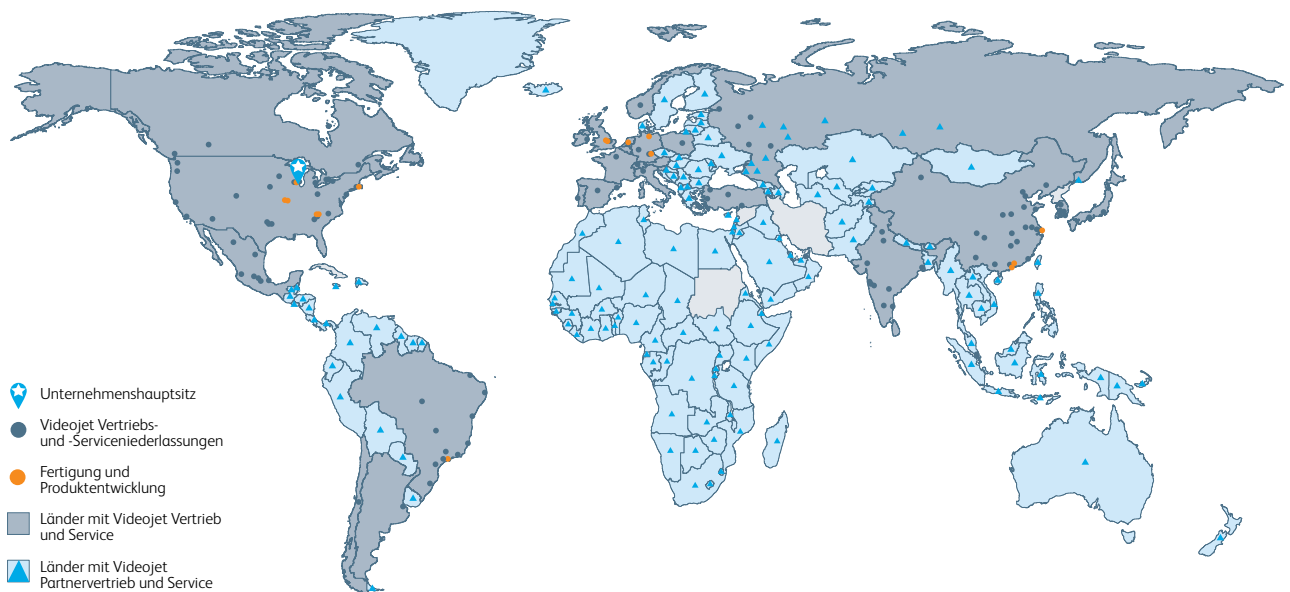 Unternehmenshauptsitz
Videojet Vertriebs-
und -Serviceniederlassungen
Fertigung und
Produktentwicklung
Länder mit Videojet Vertrieb
und Service
Länder mit Videojet
Partnervertrieb und Service